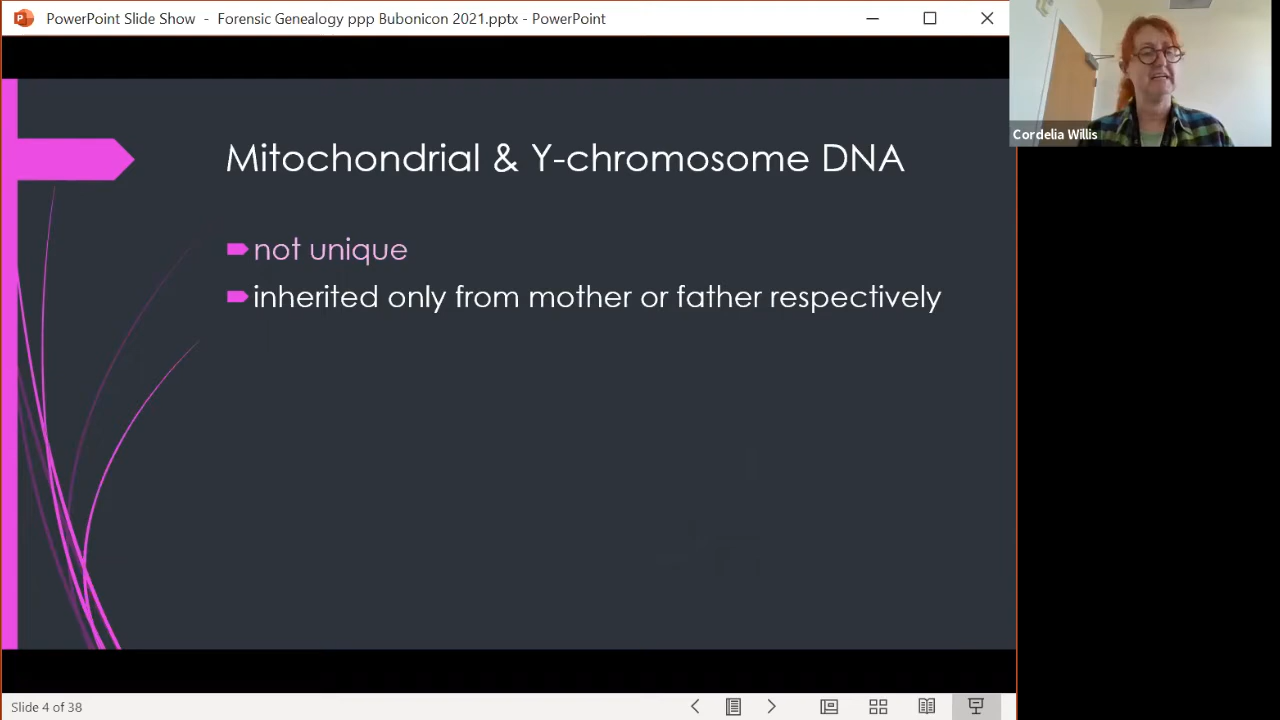 PowerPoint Slide Show - Forensic Genealogy ppp Bubonicon 2021.pptx - PowerPoint
Cordelia Willis
Mitochondrial & Y-chromosome DNA
not unique
inherited only from mother or father respectively
Slide 4 of 38